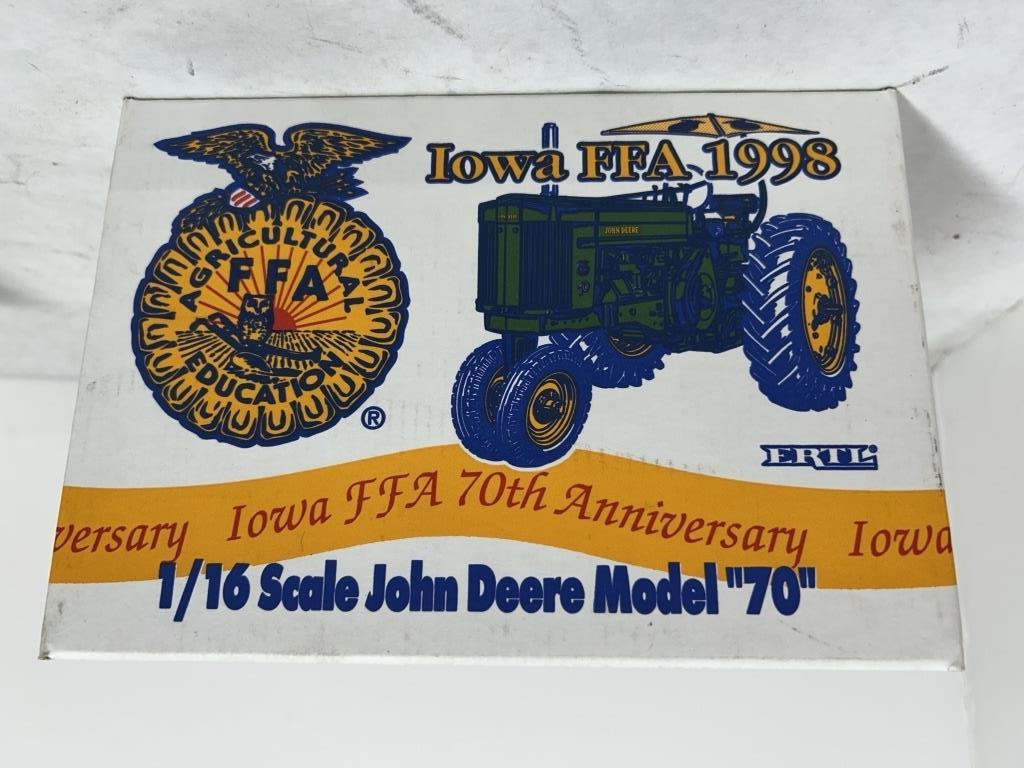 Iowa FFA 1998
AGRICULTURAL
FFA
EDUCATION
®
JOHN DEERE
ERTL
versary Iowa FFA 70th Anniversary Iowa
1/16 Scale John Deere Model "70"